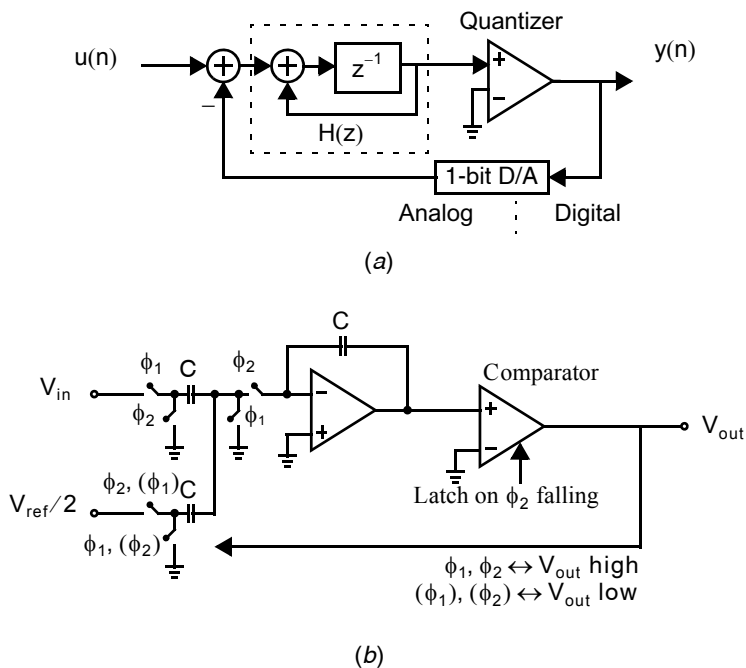 Quantizer
u(n)
y(n)
+
+
z⁻¹
+
−
−
H(z)
1-bit D/A
Analog
Digital
(a)
C
ϕ₁
C
ϕ₂
V_in
ϕ₂
ϕ₁
−
+
Comparator
+
−
V_out
ϕ₂, (ϕ₁)
C
V_ref/2
Latch on ϕ₂ falling
ϕ₁, (ϕ₂)
ϕ₁, ϕ₂ ↔ V_out high
(ϕ₁), (ϕ₂) ↔ V_out low
(b)